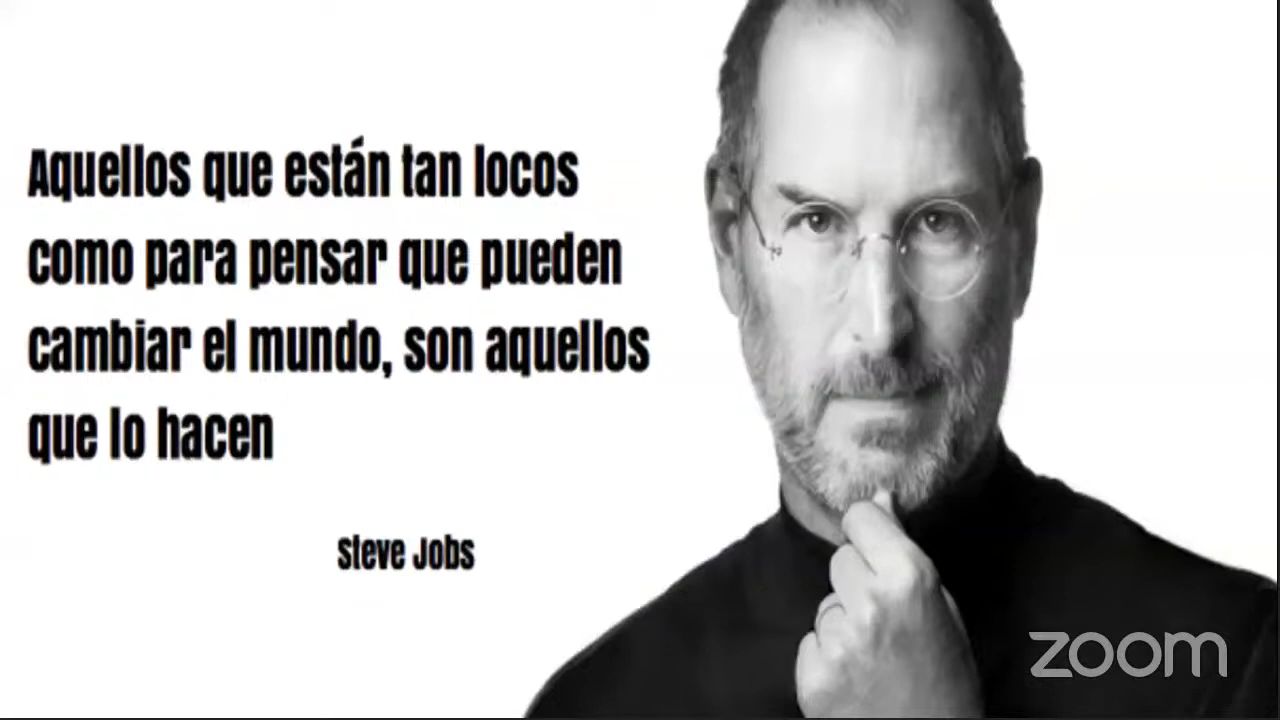 Aquellos que están tan locos
como para pensar que pueden
cambiar el mundo, son aquellos
que lo hacen
Steve Jobs
zoom